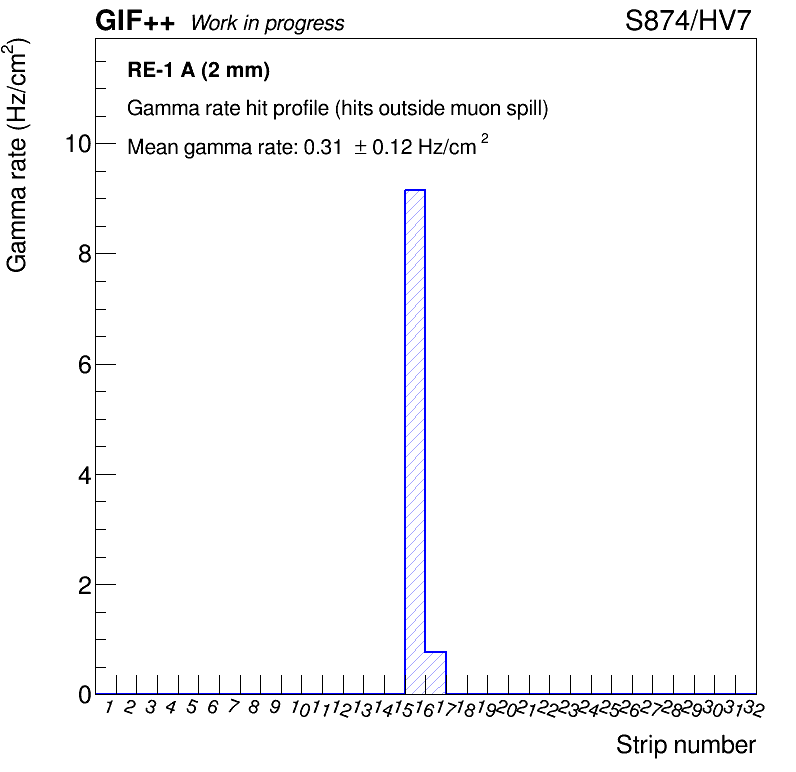 GIF++ Work in progress S874/HV7
Gamma rate (Hz/cm²)
RE-1 A (2 mm)
Gamma rate hit profile (hits outside muon spill)
Mean gamma rate: 0.31 ± 0.12 Hz/cm²
10
8
6
4
2
0
1 2 3 4 5 6 7 8 9 10 11 12 13 14 15 16 17 18 19 20 21 22 23 24 25 26 27 28 29 30 31 32
Strip number